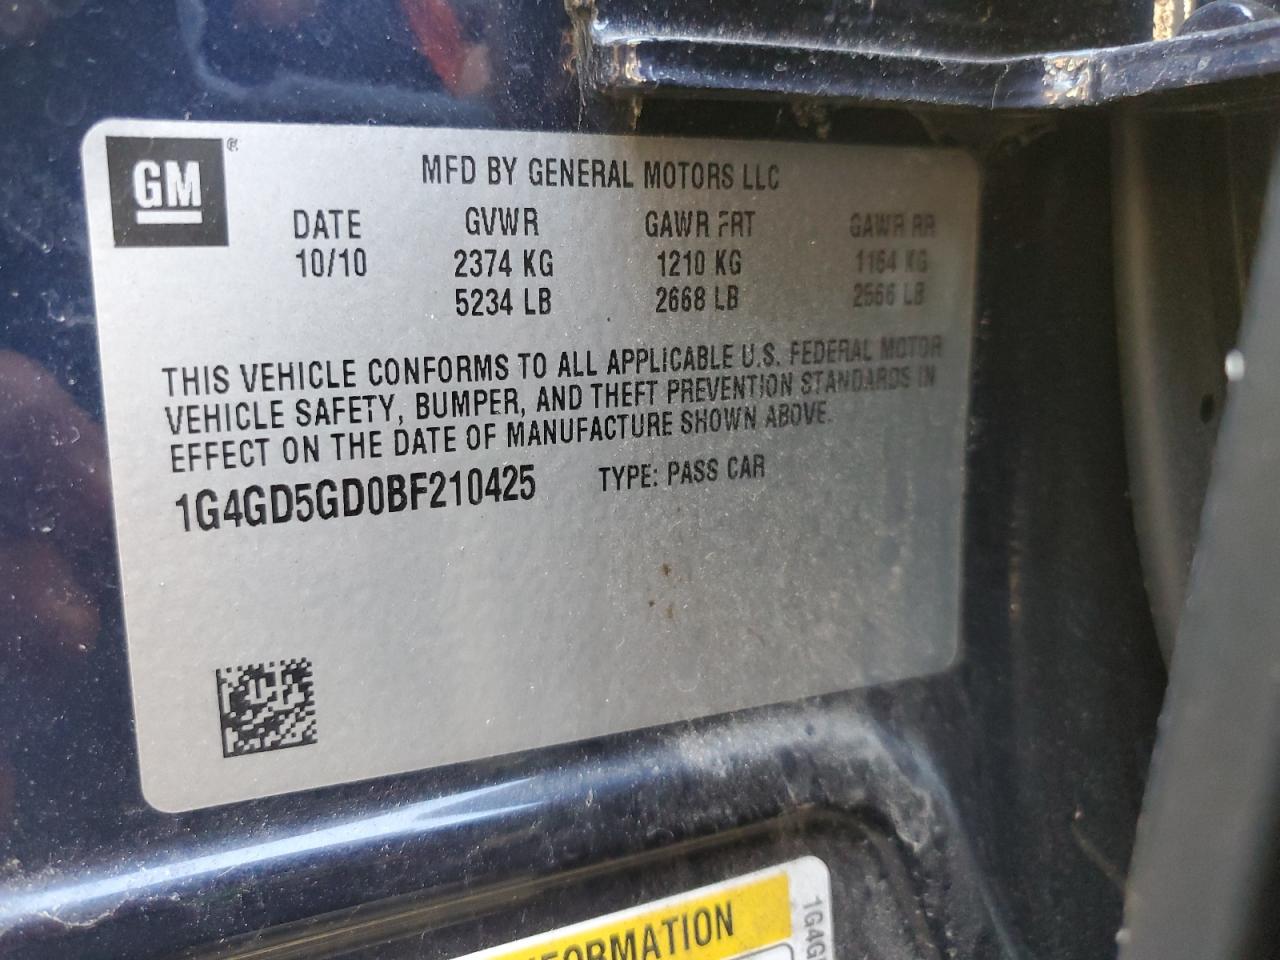 GM®
MFD BY GENERAL MOTORS LLC
DATE GVWR GAWR FRT GAWR RR
10/10 2374 KG 1210 KG 1164 KG
5234 LB 2668 LB 2566 LB
THIS VEHICLE CONFORMS TO ALL APPLICABLE U.S. FEDERAL MOTOR
VEHICLE SAFETY, BUMPER, AND THEFT PREVENTION STANDARDS IN
EFFECT ON THE DATE OF MANUFACTURE SHOWN ABOVE.
1G4GD5GD0BF210425 TYPE: PASS CAR
FORMATION
1G4G